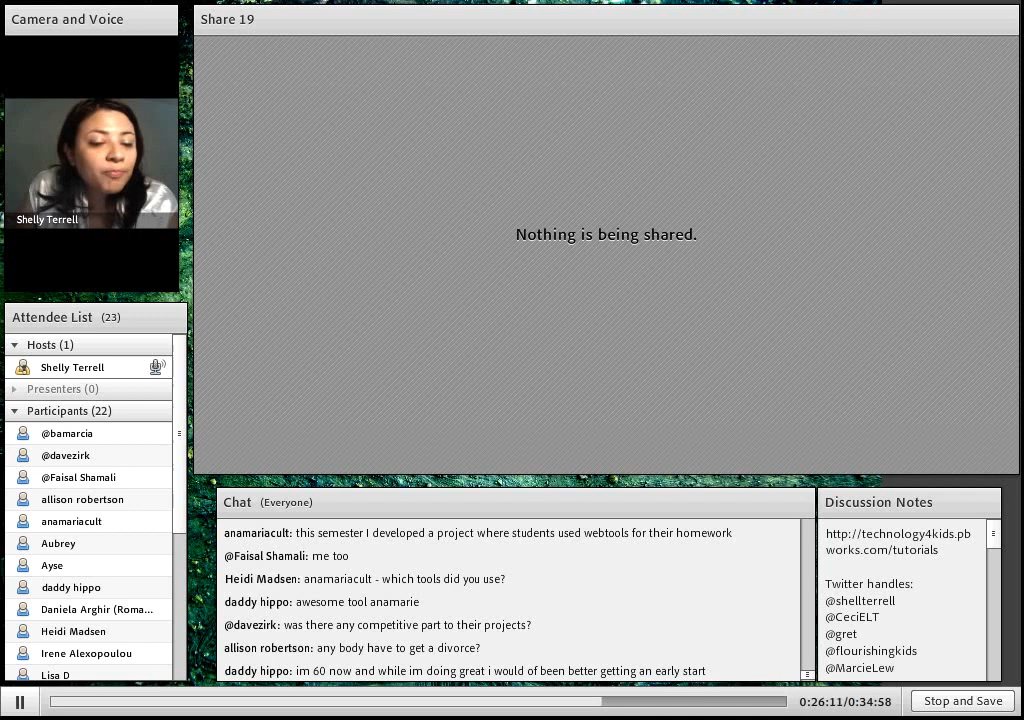 Camera and Voice
Share 19
Shelly Terrell
Nothing is being shared.
Attendee List (23)
Hosts (1)
Shelly Terrell
Presenters (0)
Participants (22)
@bamarcia
@davezirk
@Faisal Shamali
allison robertson
anamariacult
Aubrey
Ayse
daddy hippo
Daniela Arghir (Roma...
Heidi Madsen
Irene Alexopoulou
Lisa D
Chat (Everyone)
anamariacult: this semester I developed a project where students used webtools for their homework
@Faisal Shamali: me too
Heidi Madsen: anamariacult - which tools did you use?
daddy hippo: awesome tool anamarie
@davezirk: was there any competitive part to their projects?
allison robertson: any body have to get a divorce?
daddy hippo: im 60 now and while im doing great i would of been better getting an early start
Discussion Notes
http://technology4kids.pb
works.com/tutorials
Twitter handles:
@shellterrell
@CeciELT
@gret
@flourishingkids
@MarcieLew
0:26:11/0:34:58
Stop and Save